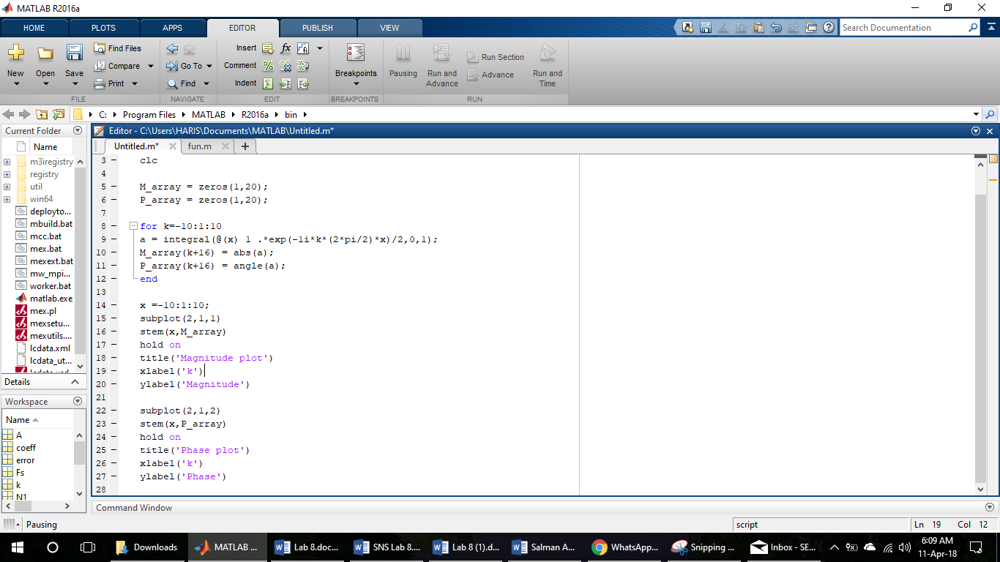 MATLAB R2016a
HOME PLOTS APPS EDITOR PUBLISH VIEW
Search Documentation
New
Open
Save
Find Files
Compare
Print
FILE
Go To
Find
NAVIGATE
Insert
Comment
Indent
EDIT
Breakpoints
BREAKPOINTS
Pausing
Run and Advance
Run Section
Advance
Run and Time
RUN
C: Program Files MATLAB R2016a bin
Current Folder
Name
m3iregistry
registry
util
win64
deployto...
mbuild.bat
mcc.bat
mex.bat
mexext.bat
mw_mpi...
worker.bat
matlab.exe
mex.pl
mexsetu...
mexutils....
lcdata.xml
lcdata_ut...
Details
Workspace
Name
A
coeff
error
Fs
k
N1
Editor - C:\Users\HARIS\Documents\MATLAB\Untitled.m*
Untitled.m* fun.m +
3 clc
4
5 M_array = zeros(1,20);
6 P_array = zeros(1,20);
7
8 for k=-10:1:10
9 a = integral(@(x) 1 .*exp(-1i*k*(2*pi/2)*x)/2,0,1);
10 M_array(k+16) = abs(a);
11 P_array(k+16) = angle(a);
12 end
13
14 x =-10:1:10;
15 subplot(2,1,1)
16 stem(x,M_array)
17 hold on
18 title('Magnitude plot')
19 xlabel('k')
20 ylabel('Magnitude')
21
22 subplot(2,1,2)
23 stem(x,P_array)
24 hold on
25 title('Phase plot')
26 xlabel('k')
27 ylabel('Phase')
28
Command Window
Pausing
script
Ln 19 Col 12
Downloads
MATLAB ...
Lab 8.doc...
SNS Lab 8....
Lab 8 (1).d...
Salman A...
WhatsApp...
Snipping ...
Inbox - SE...
6:09 AM
11-Apr-18